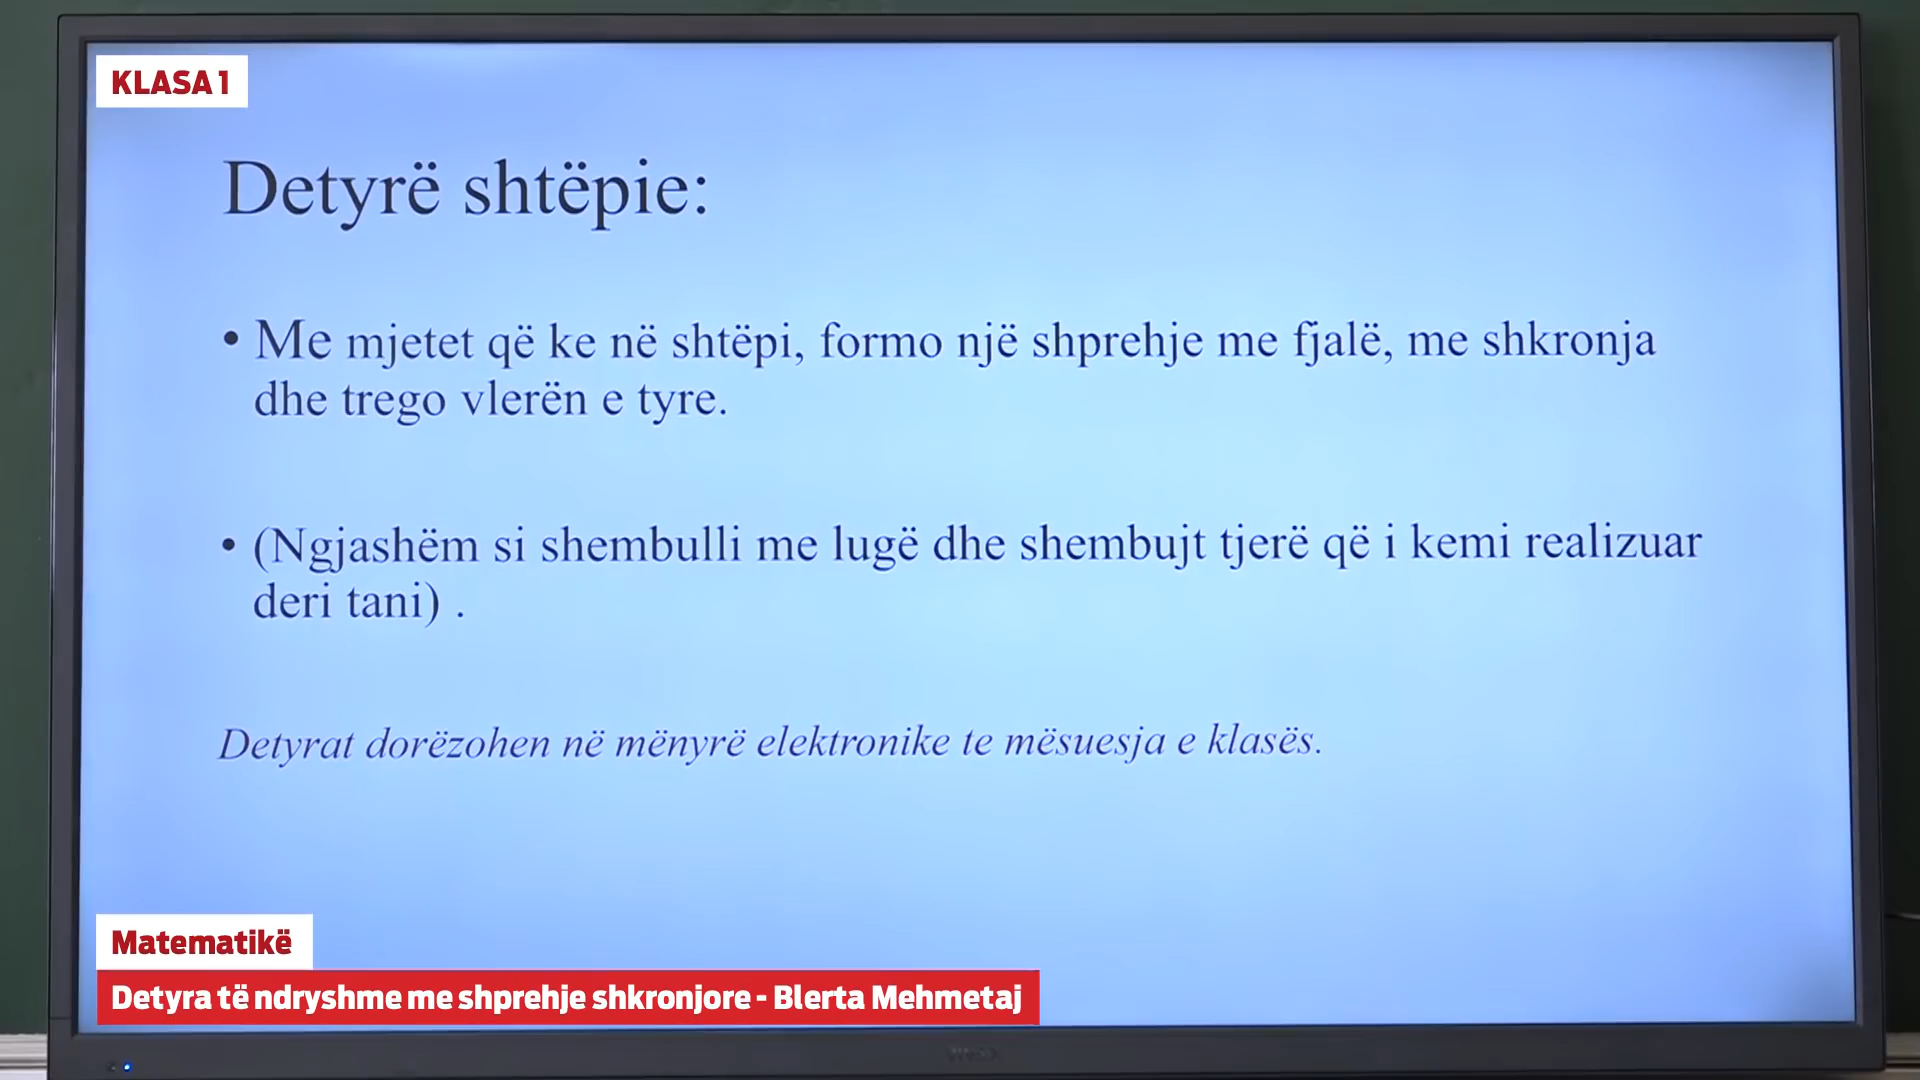 KLASA 1
Detyrë shtëpie:
• Me mjetet që ke në shtëpi, formo një shprehje me fjalë, me shkronja
dhe trego vlerën e tyre.
• (Ngjashëm si shembulli me lugë dhe shembujt tjerë që i kemi realizuar
deri tani) .
Detyrat dorëzohen në mënyrë elektronike te mësuesja e klasës.
Matematikë
Detyra të ndryshme me shprehje shkronjore - Blerta Mehmetaj